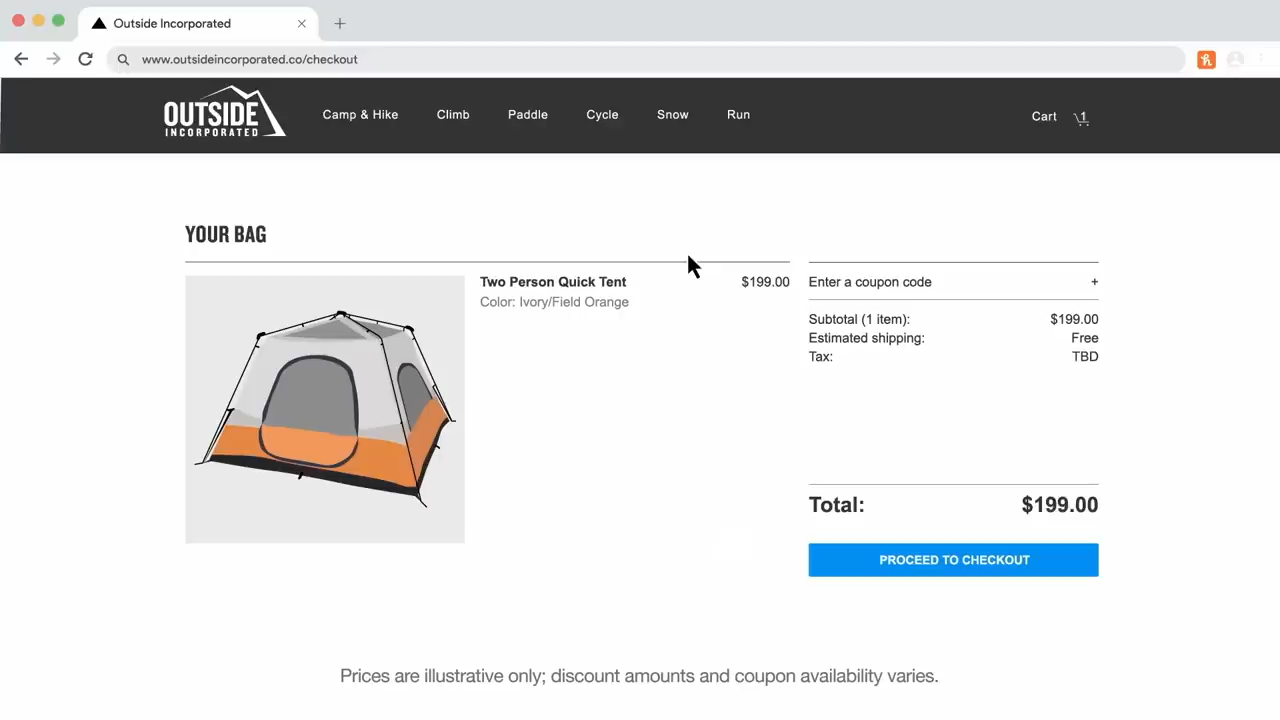 Outside Incorporated
www.outsideincorporated.co/checkout
OUTSIDE
INCORPORATED
Camp & Hike Climb Paddle Cycle Snow Run
Cart 1
YOUR BAG
Two Person Quick Tent $199.00
Color: Ivory/Field Orange
Enter a coupon code +
Subtotal (1 item): $199.00
Estimated shipping: Free
Tax: TBD
Total: $199.00
PROCEED TO CHECKOUT
Prices are illustrative only; discount amounts and coupon availability varies.